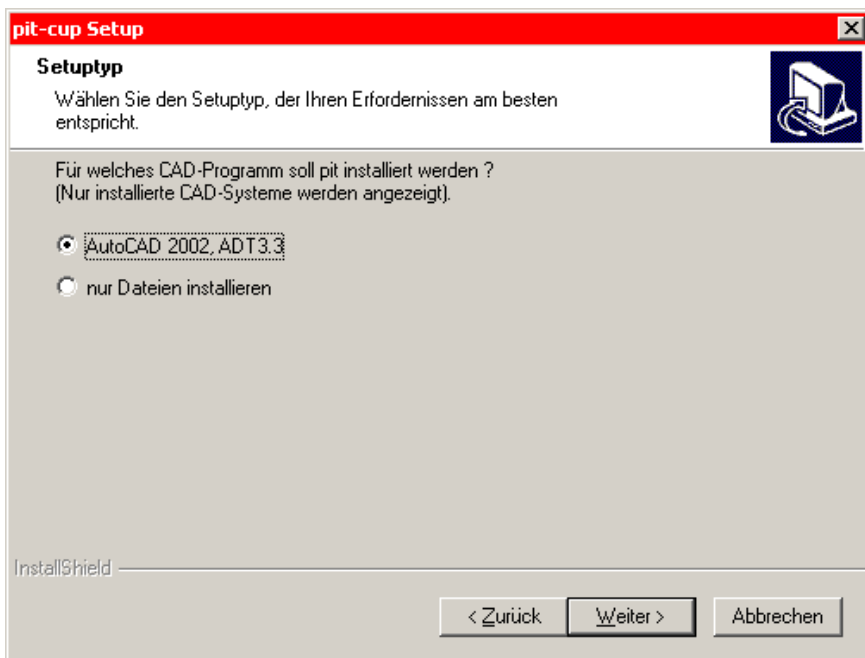 pit-cup Setup
Setuptyp
Wählen Sie den Setuptyp, der Ihren Erfordernissen am besten
entspricht.
Für welches CAD-Programm soll pit installiert werden ?
(Nur installierte CAD-Systeme werden angezeigt).
AutoCAD 2002, ADT3.3
nur Dateien installieren
InstallShield
< Zurück
Weiter >
Abbrechen